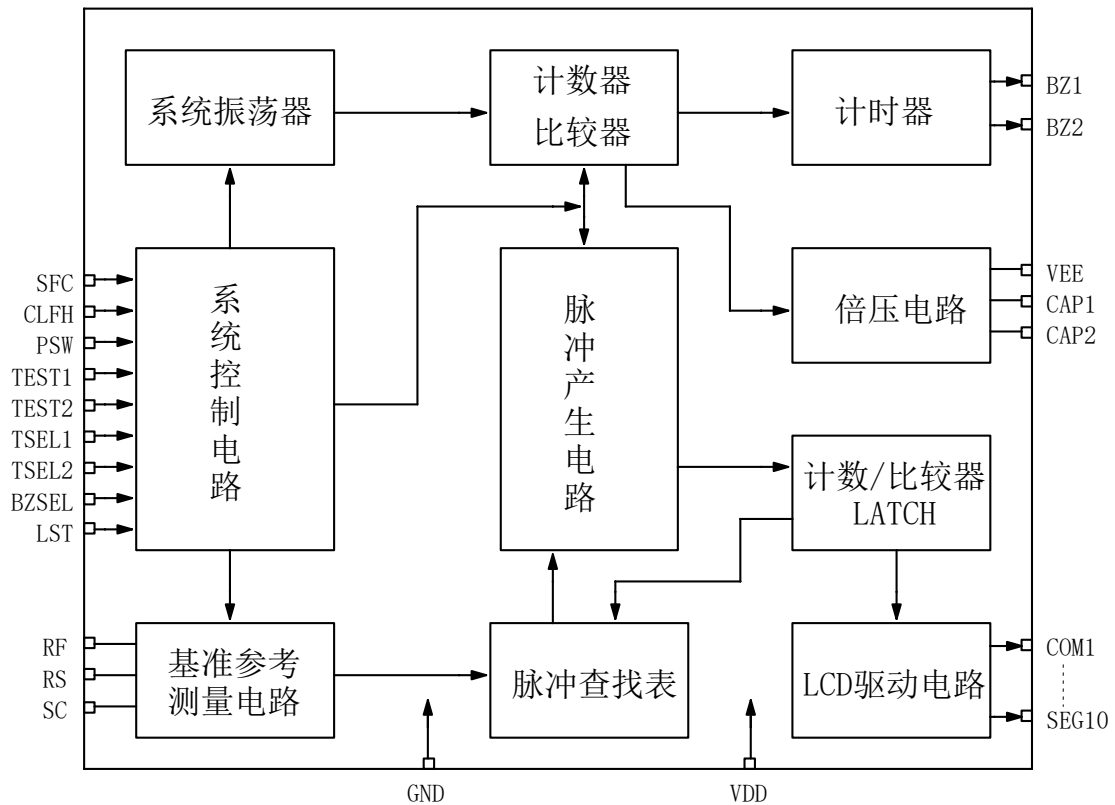 系统振荡器
计数器
比较器
计时器
BZ1
BZ2
SFC
CLFH
PSW
TEST1
TEST2
TSEL1
TSEL2
BZSEL
LST
系统控制电路
脉冲产生电路
倍压电路
VEE
CAP1
CAP2
计数/比较器
LATCH
RF
RS
SC
基准参考
测量电路
脉冲查找表
LCD驱动电路
COM1
SEG10
GND
VDD